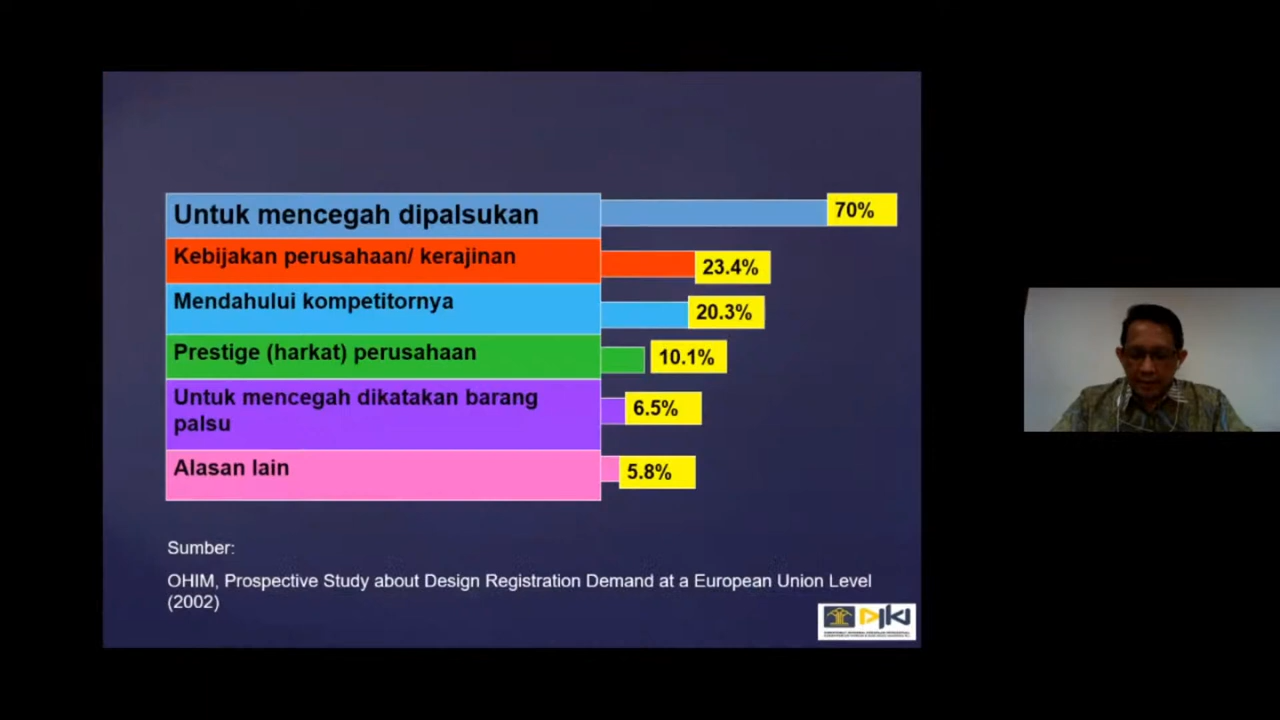 Untuk mencegah dipalsukan
70%
Kebijakan perusahaan/ kerajinan
23.4%
Mendahului kompetitornya
20.3%
Prestige (harkat) perusahaan
10.1%
Untuk mencegah dikatakan barang
palsu
6.5%
Alasan lain
5.8%
Sumber:
OHIM, Prospective Study about Design Registration Demand at a European Union Level
(2002)
DJKI